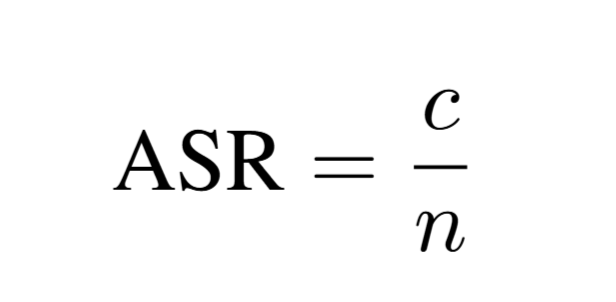 ASR = c/n